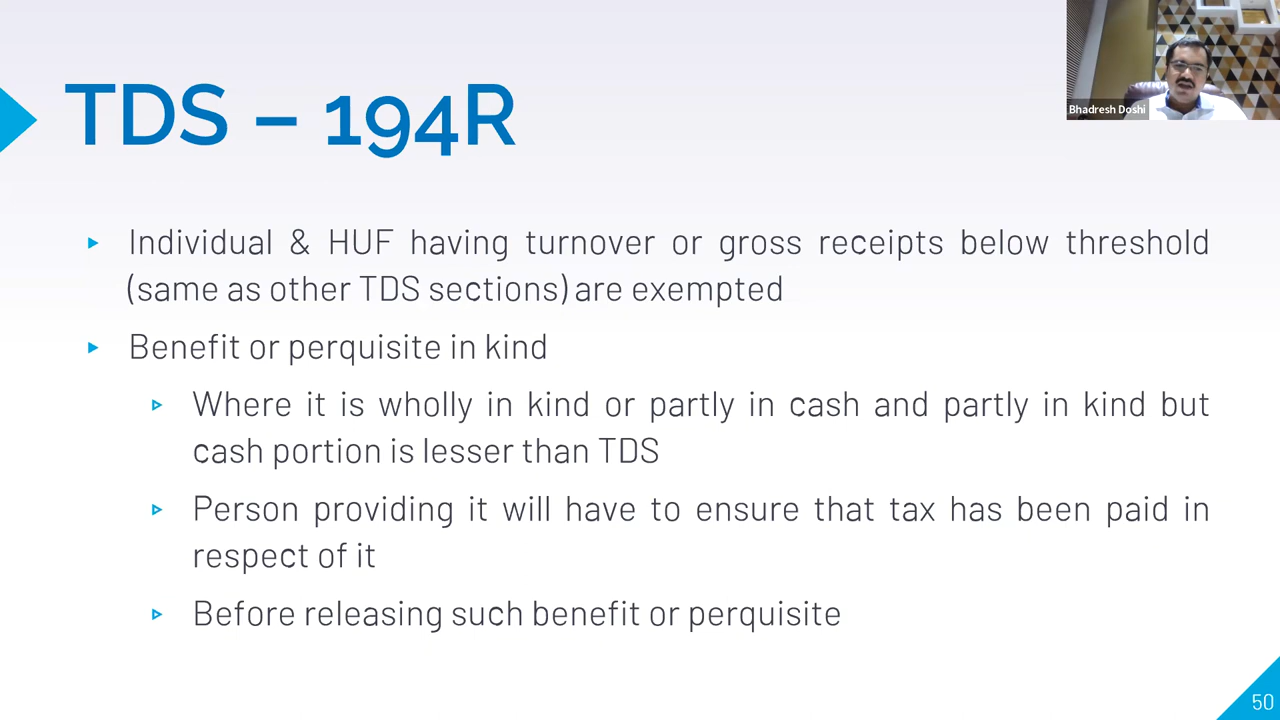 Bhadresh Doshi
TDS – 194R
Individual & HUF having turnover or gross receipts below threshold
(same as other TDS sections) are exempted
Benefit or perquisite in kind
Where it is wholly in kind or partly in cash and partly in kind but
cash portion is lesser than TDS
Person providing it will have to ensure that tax has been paid in
respect of it
Before releasing such benefit or perquisite
50